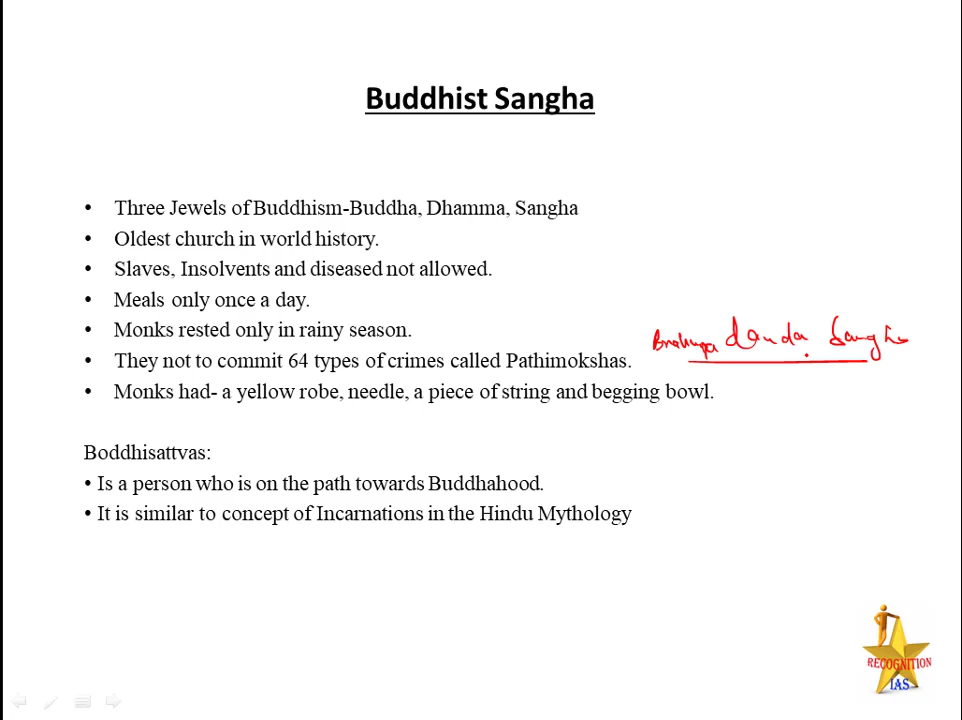 Buddhist Sangha
• Three Jewels of Buddhism-Buddha, Dhamma, Sangha
• Oldest church in world history.
• Slaves, Insolvents and diseased not allowed.
• Meals only once a day.
• Monks rested only in rainy season.
Danda Sangha
• They not to commit 64 types of crimes called Pathimokshas.
• Monks had- a yellow robe, needle, a piece of string and begging bowl.
Boddhisattvas:
• Is a person who is on the path towards Buddhahood.
• It is similar to concept of Incarnations in the Hindu Mythology
RECOGNITION
IAS